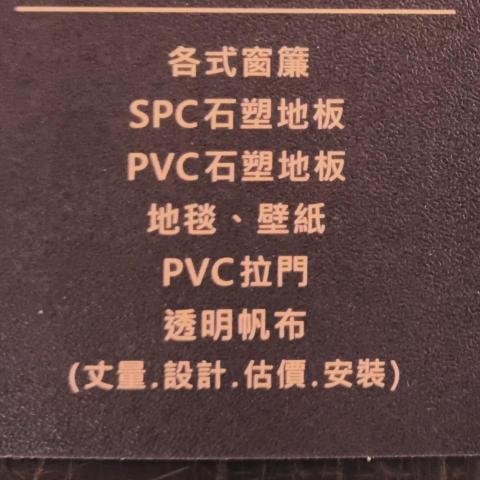 各式窗簾
SPC石塑地板
PVC石塑地板
地毯、壁紙
PVC拉門
透明帆布
(丈量.設計.估價.安裝)